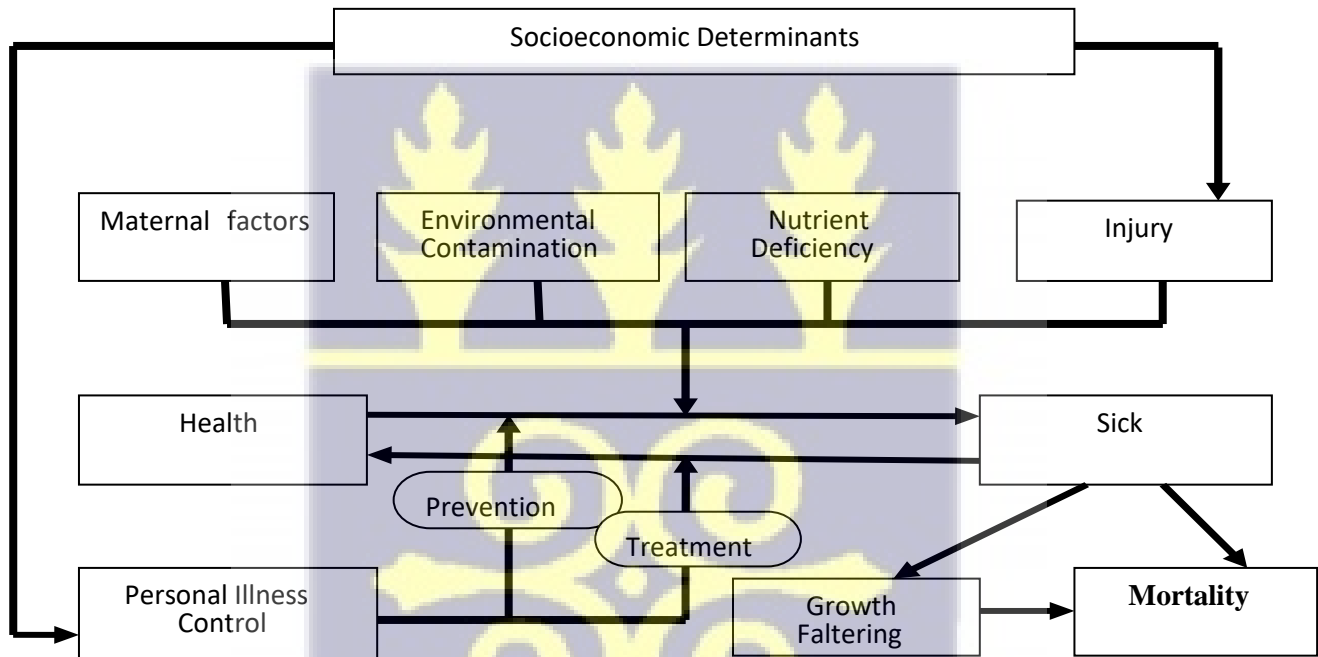 Socioeconomic Determinants
Maternal factors
Environmental
Contamination
Nutrient
Deficiency
Injury
Health
Sick
Prevention
Treatment
Personal Illness
Control
Growth
Faltering
Mortality